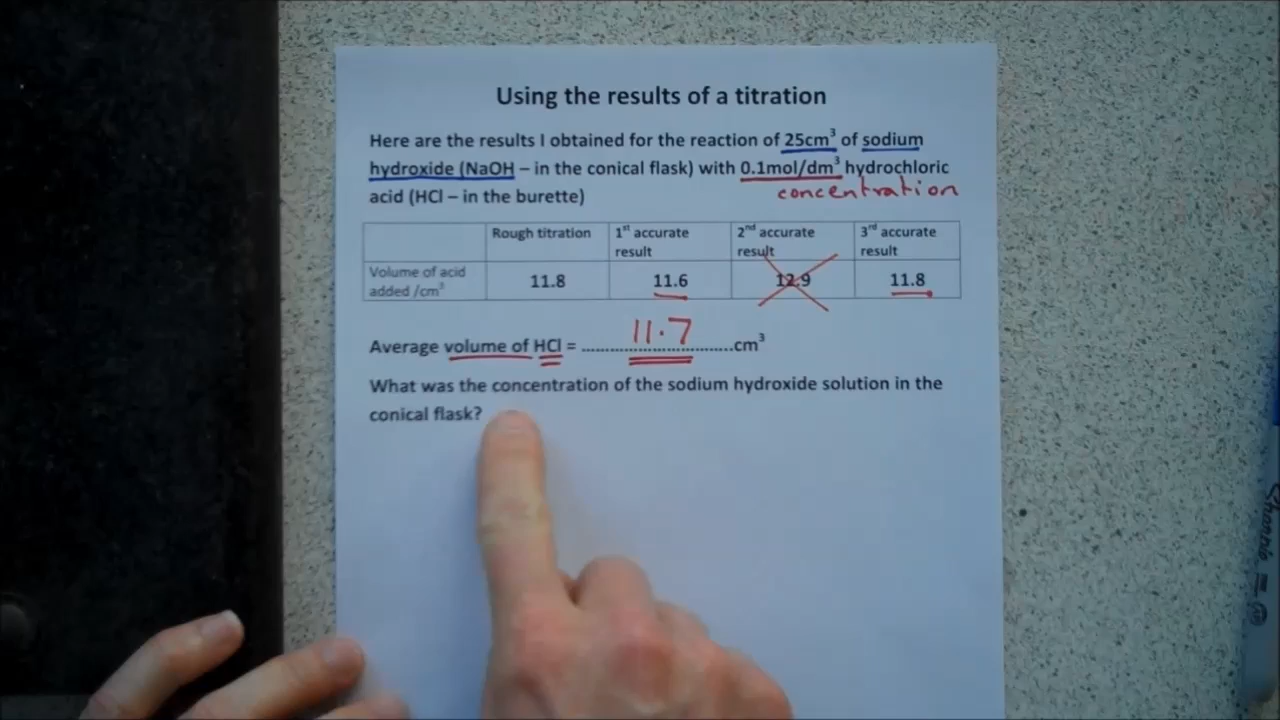 Using the results of a titration
Here are the results I obtained for the reaction of 25cm³ of sodium
hydroxide (NaOH – in the conical flask) with 0.1mol/dm³ hydrochloric
concentration
acid (HCl – in the burette)
Rough titration 1st accurate result 2nd accurate result 3rd accurate result
Volume of acid added /cm³ 11.8 11.6 12.9 11.8
Average volume of HCl = ........11.7........cm³
What was the concentration of the sodium hydroxide solution in the
conical flask?
Sharpie